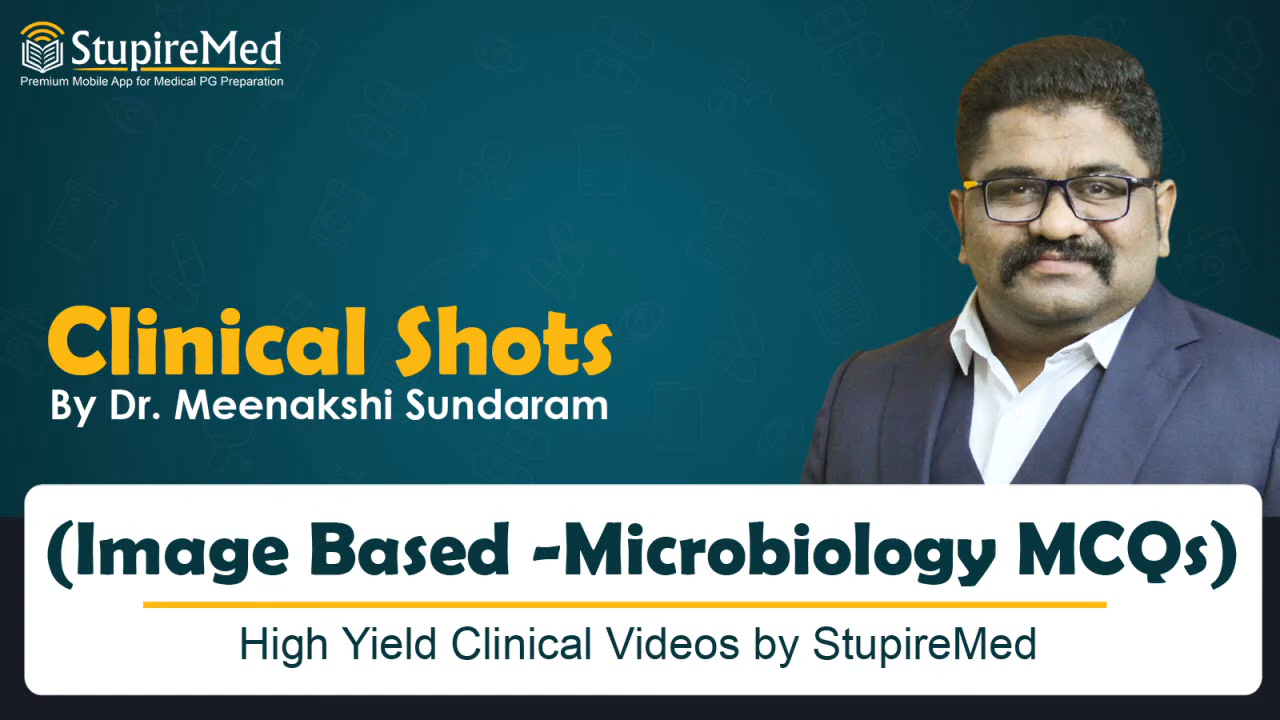 StupireMed
Premium Mobile App for Medical PG Preparation
Clinical Shots
By Dr. Meenakshi Sundaram
(Image Based -Microbiology MCQs)
High Yield Clinical Videos by StupireMed